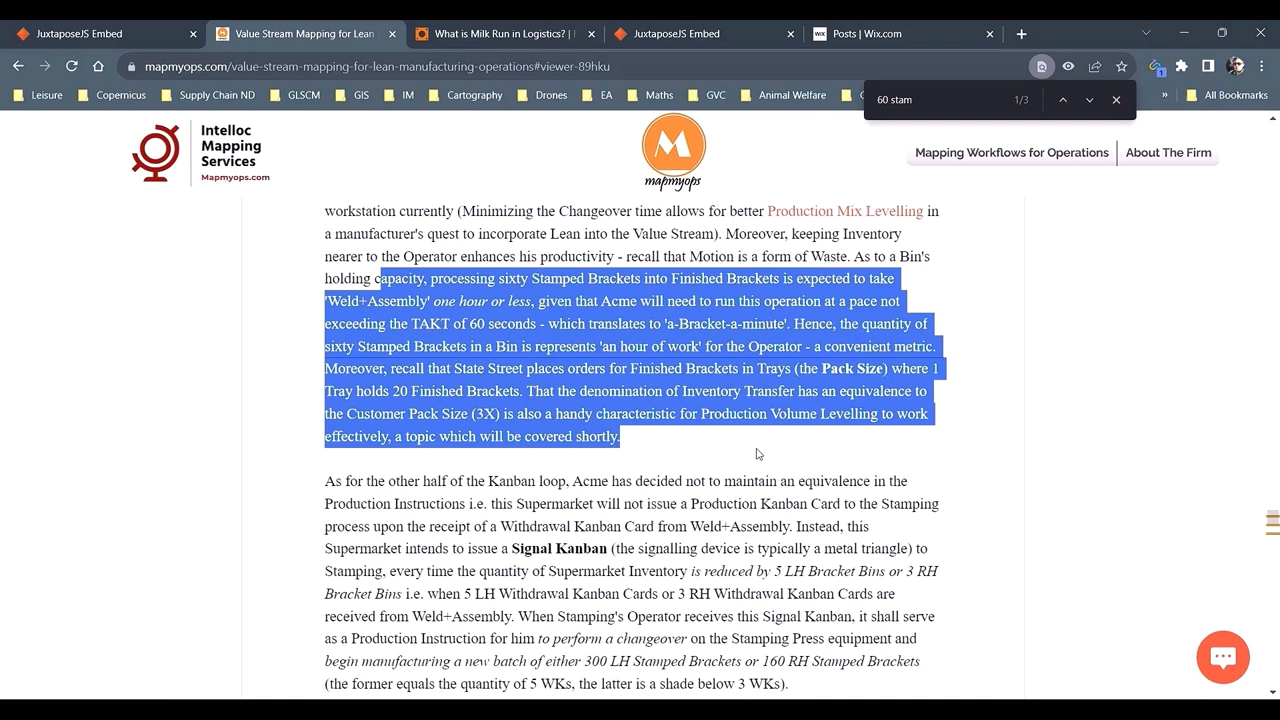 JuxtaposeJS Embed
Value Stream Mapping for Lean
What is Milk Run in Logistics? | F
JuxtaposeJS Embed
WIX Posts | Wix.com
mapmyops.com/value-stream-mapping-for-lean-manufacturing-operations#viewer-89hku
1
Leisure Copernicus Supply Chain ND GLSCM GIS IM Cartography Drones EA Maths GVC Animal Welfare » All Bookmarks
60 stam 1/3
Intelloc
Mapping
Services
Mapmyops.com
M
mapmyops
Mapping Workflows for Operations About The Firm
workstation currently (Minimizing the Changeover time allows for better Production Mix Levelling in
a manufacturer's quest to incorporate Lean into the Value Stream). Moreover, keeping Inventory
nearer to the Operator enhances his productivity - recall that Motion is a form of Waste. As to a Bin's
holding capacity, processing sixty Stamped Brackets into Finished Brackets is expected to take
'Weld+Assembly' one hour or less, given that Acme will need to run this operation at a pace not
exceeding the TAKT of 60 seconds - which translates to 'a-Bracket-a-minute'. Hence, the quantity of
sixty Stamped Brackets in a Bin is represents 'an hour of work' for the Operator - a convenient metric.
Moreover, recall that State Street places orders for Finished Brackets in Trays (the Pack Size) where 1
Tray holds 20 Finished Brackets. That the denomination of Inventory Transfer has an equivalence to
the Customer Pack Size (3X) is also a handy characteristic for Production Volume Levelling to work
effectively, a topic which will be covered shortly.
As for the other half of the Kanban loop, Acme has decided not to maintain an equivalence in the
Production Instructions i.e. this Supermarket will not issue a Production Kanban Card to the Stamping
process upon the receipt of a Withdrawal Kanban Card from Weld+Assembly. Instead, this
Supermarket intends to issue a Signal Kanban (the signalling device is typically a metal triangle) to
Stamping, every time the quantity of Supermarket Inventory is reduced by 5 LH Bracket Bins or 3 RH
Bracket Bins i.e. when 5 LH Withdrawal Kanban Cards or 3 RH Withdrawal Kanban Cards are
received from Weld+Assembly. When Stamping's Operator receives this Signal Kanban, it shall serve
as a Production Instruction for him to perform a changeover on the Stamping Press equipment and
begin manufacturing a new batch of either 300 LH Stamped Brackets or 160 RH Stamped Brackets
(the former equals the quantity of 5 WKs, the latter is a shade below 3 WKs).